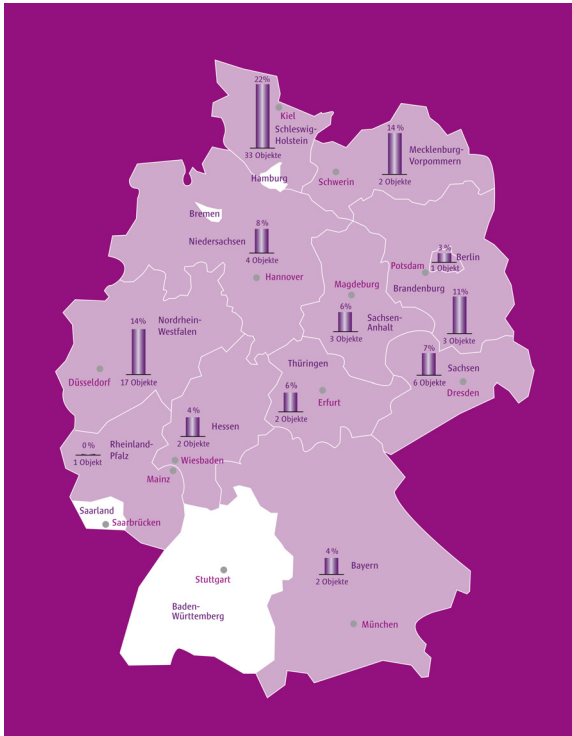 22%
Kiel
Schleswig-
Holstein
33 Objekte
14 %
Mecklenburg-
Vorpommern
2 Objekte
Schwerin
Hamburg
Bremen
8 %
Niedersachsen
4 Objekte
Hannover
3 %
Berlin
1 Objekt
Potsdam
Brandenburg
11%
3 Objekte
Magdeburg
6%
Sachsen-
Anhalt
3 Objekte
14%
Nordrhein-
Westfalen
17 Objekte
Düsseldorf
7%
Sachsen
6 Objekte
Dresden
Thüringen
6 %
2 Objekte
Erfurt
4 %
Hessen
2 Objekte
Wiesbaden
0 %
Rheinland-
Pfalz
1 Objekt
Mainz
Saarland
Saarbrücken
Stuttgart
Baden-
Württemberg
4 %
Bayern
2 Objekte
München